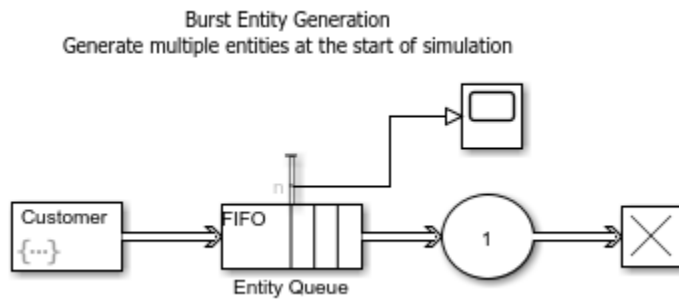 Burst Entity Generation
Generate multiple entities at the start of simulation
n
Customer
{...}
FIFO
1
Entity Queue